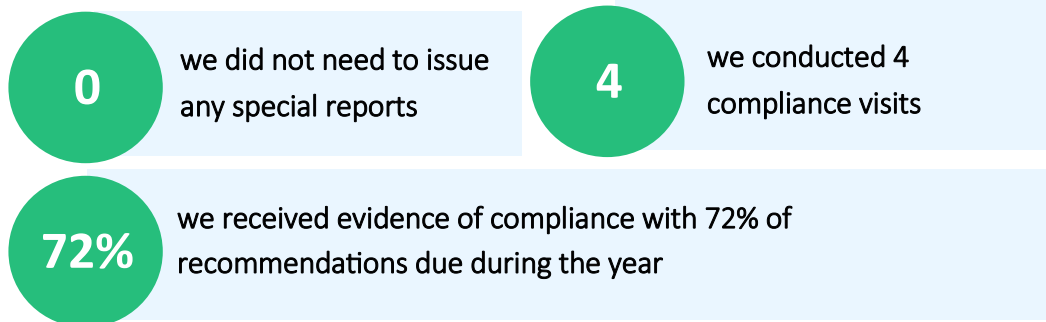 0
we did not need to issue
any special reports
4
we conducted 4
compliance visits
72%
we received evidence of compliance with 72% of
recommendations due during the year